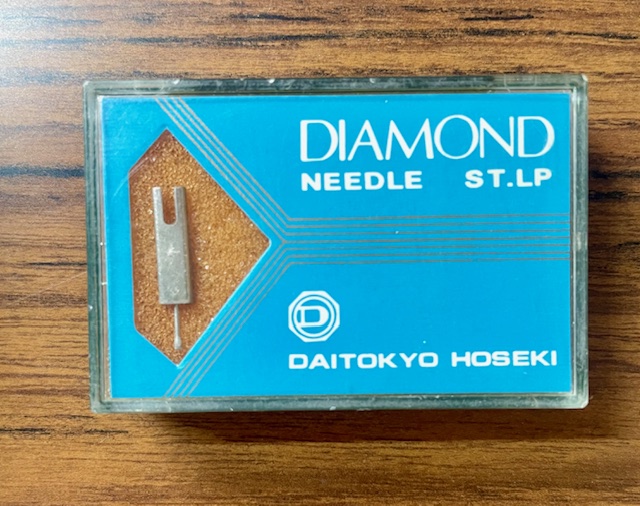 DIAMOND
NEEDLE ST.LP
D
DAITOKYO HOSEKI